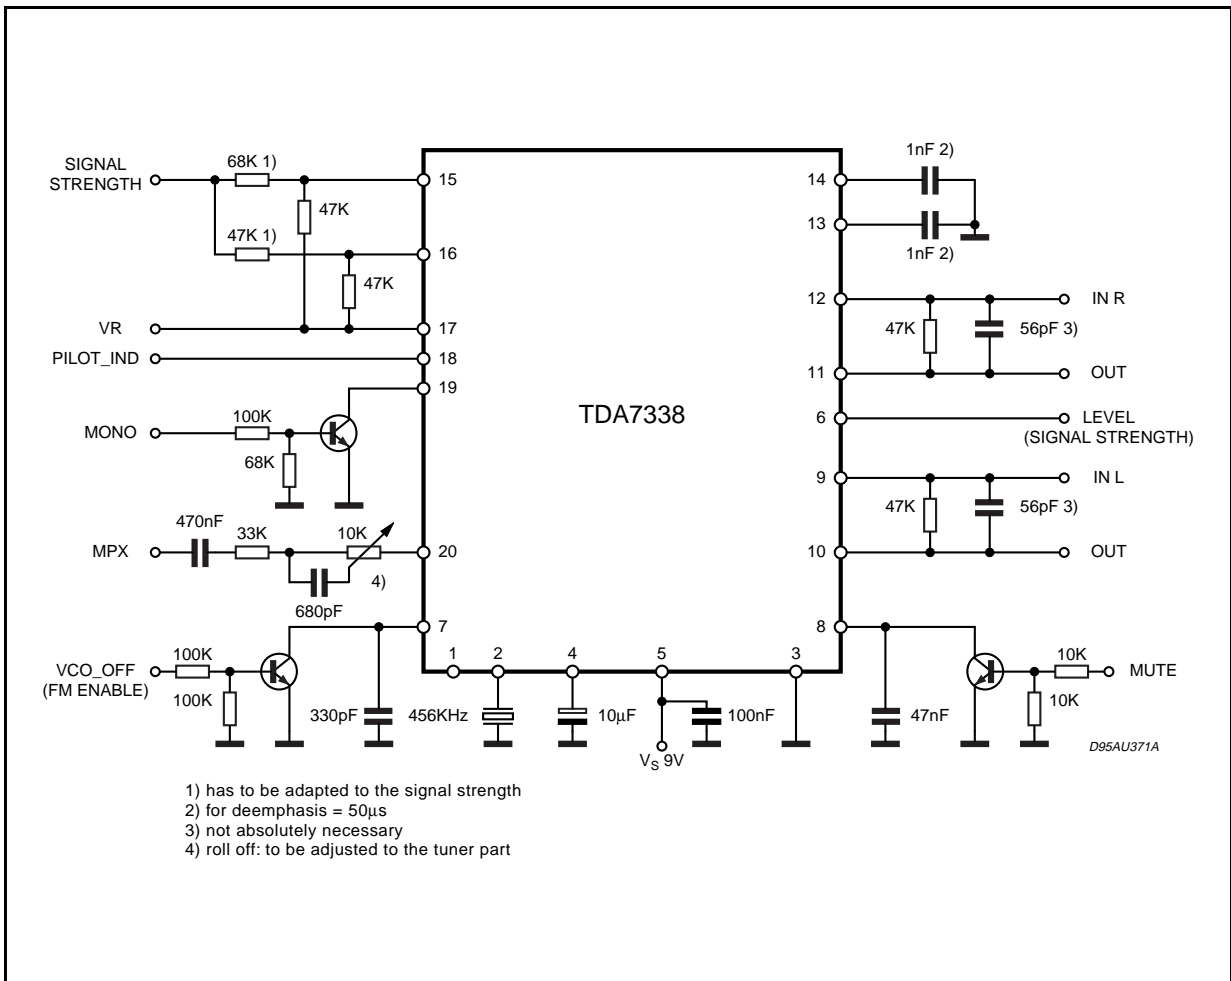 SIGNAL
STRENGTH
68K 1)
15
47K
47K 1)
16
47K
VR
17
PILOT_IND
18
19
MONO
100K
68K
MPX
470nF
33K
10K
4)
680pF
20
VCO_OFF
(FM ENABLE)
100K
100K
330pF
7
TDA7338
1
2
4
5
3
456KHz
10μF
100nF
VS 9V
14
1nF 2)
13
1nF 2)
12
IN R
47K
56pF 3)
11
OUT
6
LEVEL
(SIGNAL STRENGTH)
9
IN L
47K
56pF 3)
10
OUT
8
47nF
10K
10K
MUTE
D95AU371A
1) has to be adapted to the signal strength
2) for deemphasis = 50μs
3) not absolutely necessary
4) roll off: to be adjusted to the tuner part